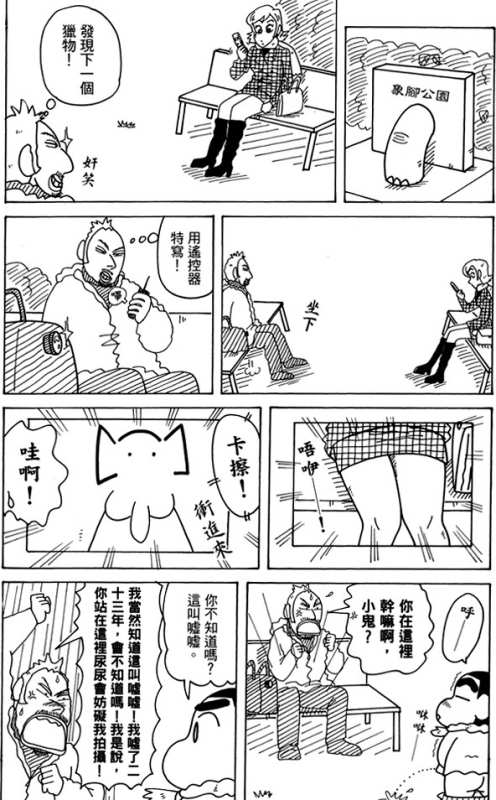 象腳公園
發現下一個
獵物！
奸笑
坐下
用遙控器
特寫！
唔咿⋯！
卡擦！
衝進來
哇啊！
呼⋯
你在這裡
幹嘛啊，
小鬼？
你不知道嗎？
這叫噓噓。
我當然知道這叫噓噓！我噓了二
十三年，會不知道嗎！我是說，
你站在這裡尿尿會妨礙我拍攝！